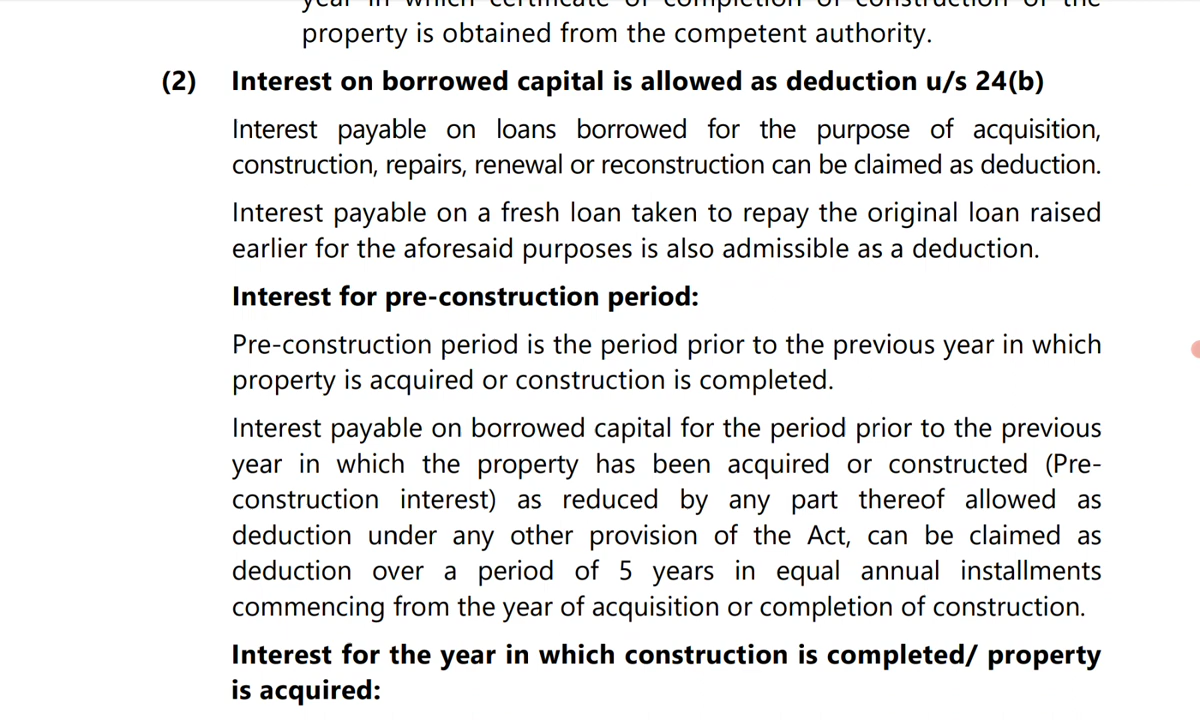 property is obtained from the competent authority.
(2) Interest on borrowed capital is allowed as deduction u/s 24(b)
Interest payable on loans borrowed for the purpose of acquisition,
construction, repairs, renewal or reconstruction can be claimed as deduction.
Interest payable on a fresh loan taken to repay the original loan raised
earlier for the aforesaid purposes is also admissible as a deduction.
Interest for pre-construction period:
Pre-construction period is the period prior to the previous year in which
property is acquired or construction is completed.
Interest payable on borrowed capital for the period prior to the previous
year in which the property has been acquired or constructed (Pre-
construction interest) as reduced by any part thereof allowed as
deduction under any other provision of the Act, can be claimed as
deduction over a period of 5 years in equal annual installments
commencing from the year of acquisition or completion of construction.
Interest for the year in which construction is completed/ property
is acquired: